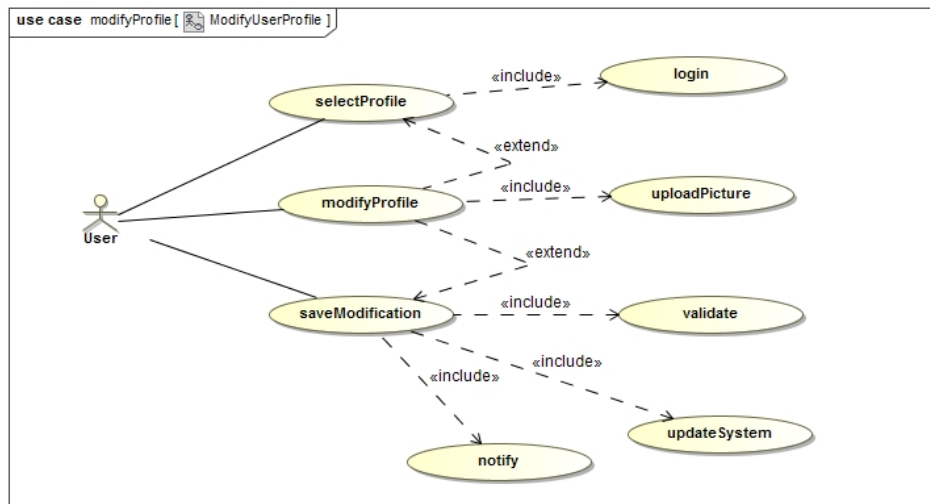 use case modifyProfile [ ModifyUserProfile ]
login
«include»
selectProfile
«extend»
«include»
uploadPicture
modifyProfile
User
«extend»
«include»
saveModification
validate
«include»
«include»
updateSystem
notify